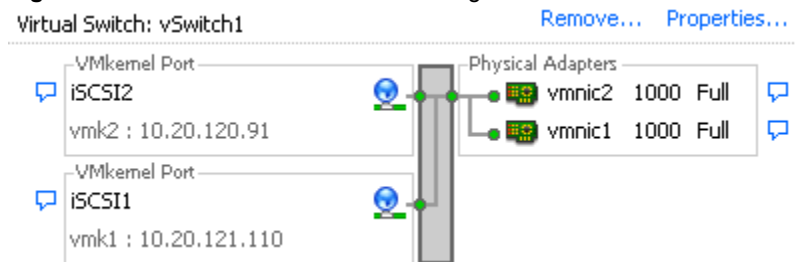 Virtual Switch: vSwitch1 Remove... Properties...
VMkernel Port
iSCSI2
vmk2 : 10.20.120.91
VMkernel Port
iSCSI1
vmk1 : 10.20.121.110
Physical Adapters
vmnic2 1000 Full
vmnic1 1000 Full